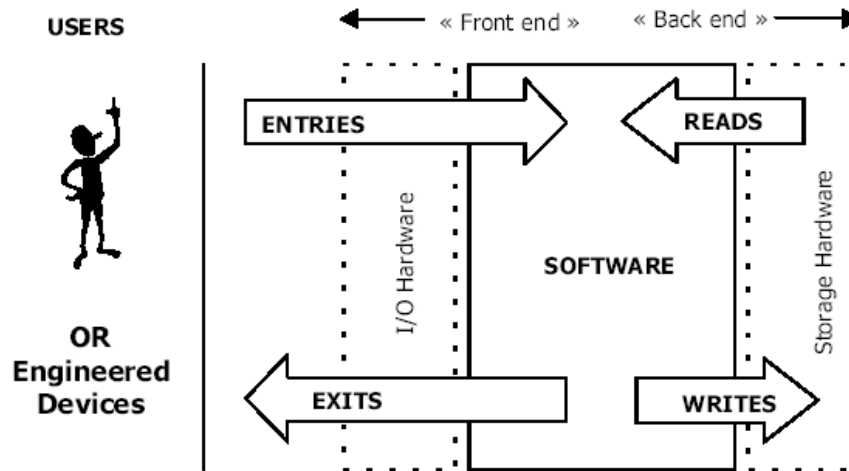 USERS
« Front end »
« Back end »
ENTRIES
READS
I/O Hardware
SOFTWARE
Storage Hardware
OR
Engineered
Devices
EXITS
WRITES